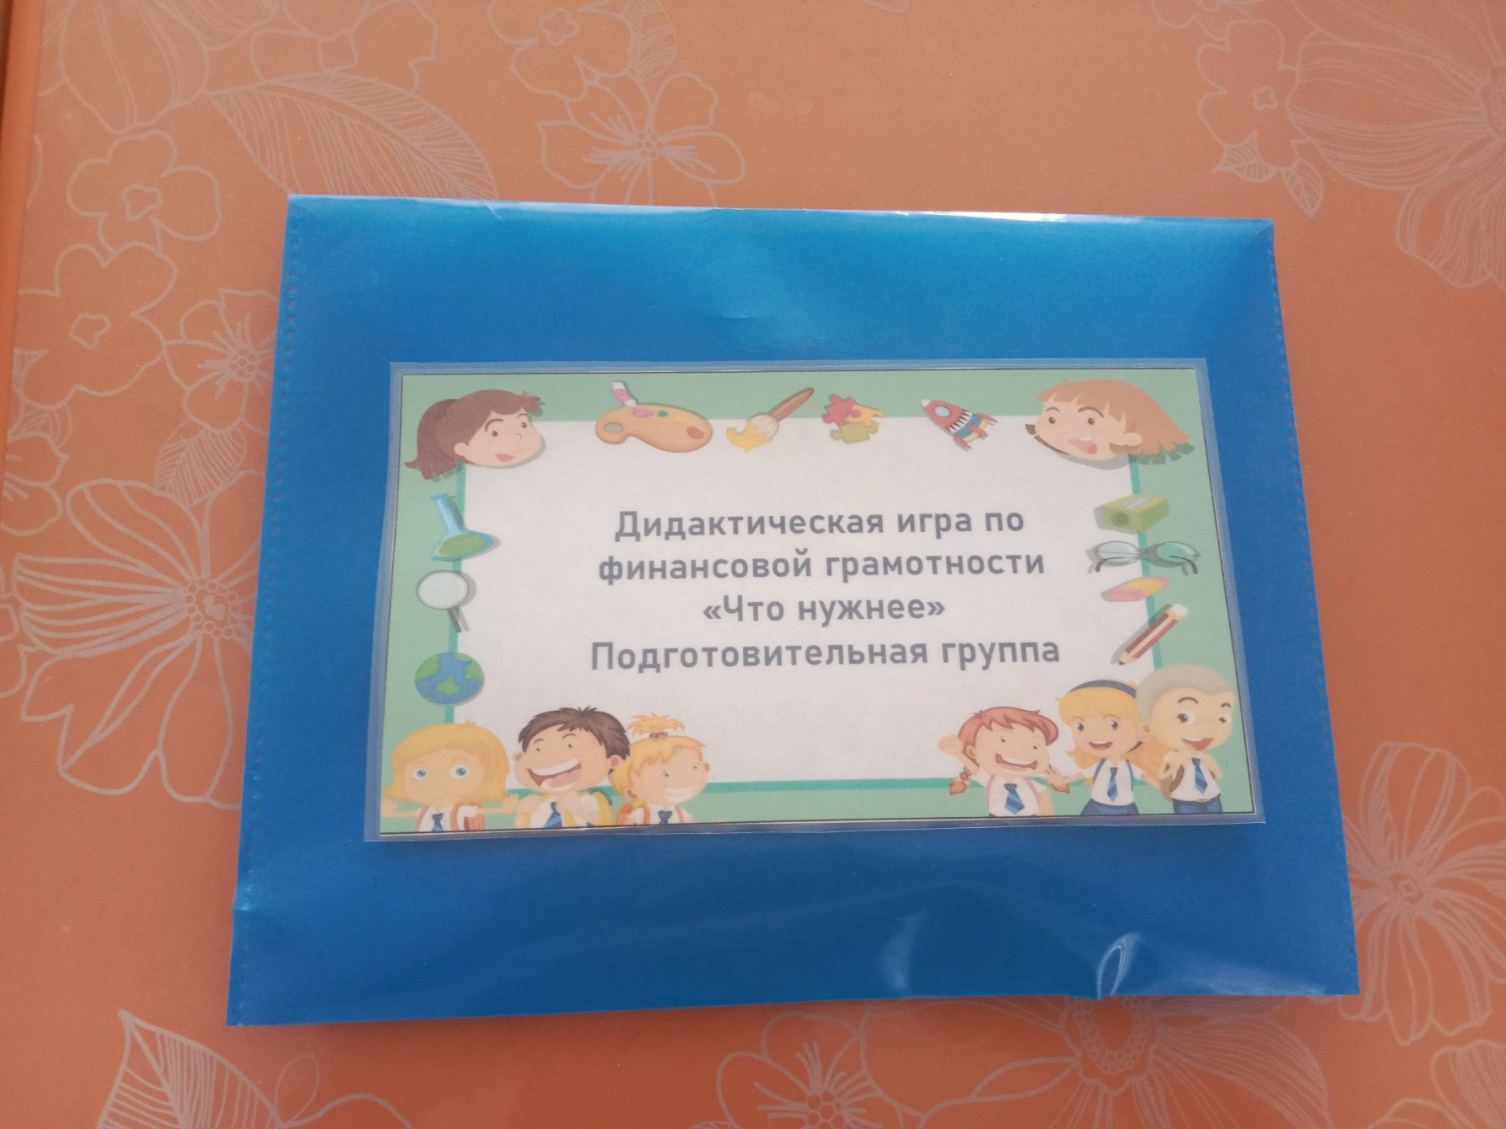 Дидактическая игра по
финансовой грамотности
«Что нужнее»
Подготовительная группа